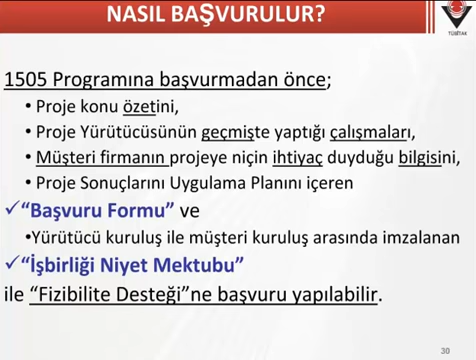 NASIL BAŞVURULUR?
TÜBİTAK
1505 Programına başvurmadan önce;
• Proje konu özetini,
• Proje Yürütücüsünün geçmişte yaptığı çalışmaları,
• Müşteri firmanın projeye niçin ihtiyaç duyduğu bilgisini,
• Proje Sonuçlarını Uygulama Planını içeren
✓“Başvuru Formu” ve
• Yürütücü kuruluş ile müşteri kuruluş arasında imzalanan
✓“İşbirliği Niyet Mektubu”
ile “Fizibilite Desteği”ne başvuru yapılabilir.
30